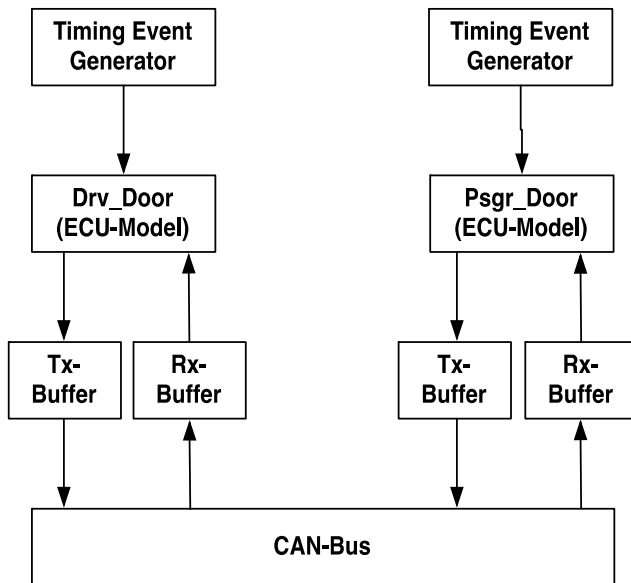 Timing Event
Generator
Timing Event
Generator
Drv_Door
(ECU-Model)
Psgr_Door
(ECU-Model)
Tx-
Buffer
Rx-
Buffer
Tx-
Buffer
Rx-
Buffer
CAN-Bus